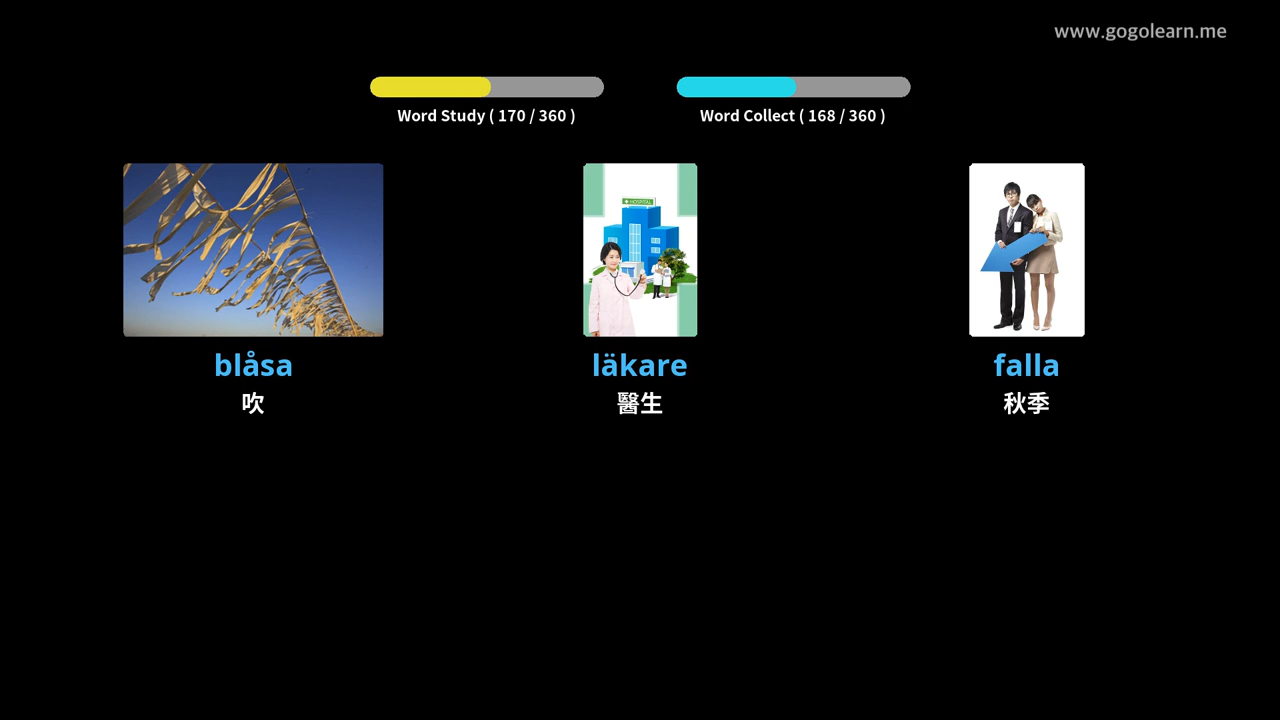 www.gogolearn.me
Word Study ( 170 / 360 )
Word Collect ( 168 / 360 )
HOSPITAL
blåsa
läkare
falla
吹
醫生
秋季